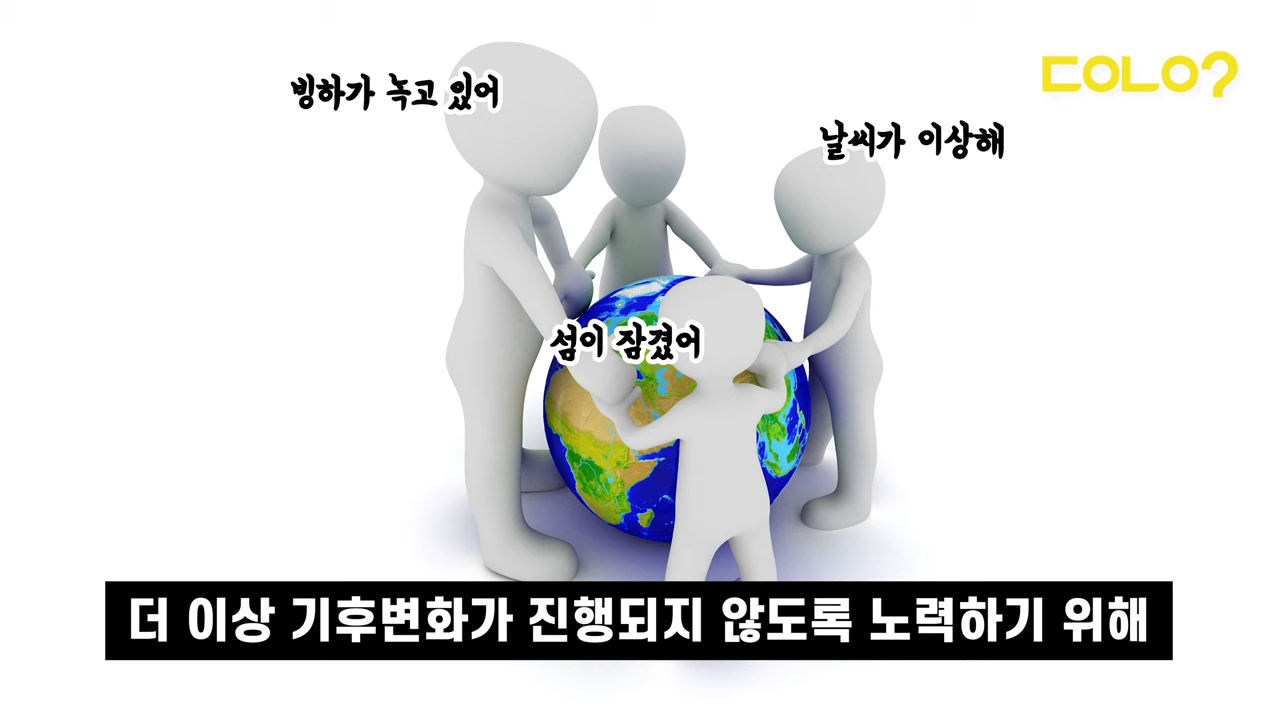 빙하가 녹고 있어
ㄷㅇㄴㅇ?
날씨가 이상해
섬이 잠겼어
더 이상 기후변화가 진행되지 않도록 노력하기 위해